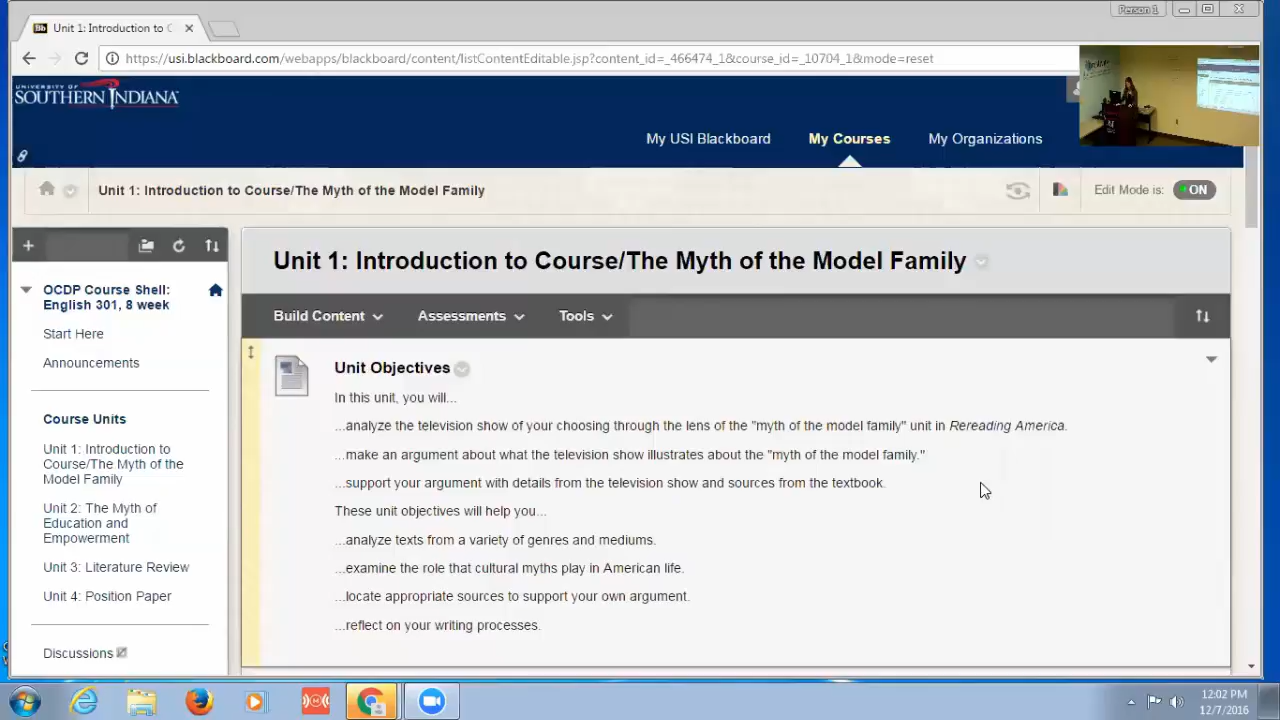 Person 1
Unit 1: Introduction to C
https://usi.blackboard.com/webapps/blackboard/content/listContentEditable.jsp?content_id=_466474_1&course_id=_10704_1&mode=reset
UNIVERSITY OF
SOUTHERN INDIANA
My USI Blackboard
My Courses
My Organizations
Unit 1: Introduction to Course/The Myth of the Model Family
Edit Mode is: ON
OCDP Course Shell:
English 301, 8 week
Start Here
Announcements
Course Units
Unit 1: Introduction to
Course/The Myth of the
Model Family
Unit 2: The Myth of
Education and
Empowerment
Unit 3: Literature Review
Unit 4: Position Paper
Discussions
Unit 1: Introduction to Course/The Myth of the Model Family
Build Content
Assessments
Tools
Unit Objectives
In this unit, you will...
...analyze the television show of your choosing through the lens of the "myth of the model family" unit in Rereading America.
...make an argument about what the television show illustrates about the "myth of the model family."
...support your argument with details from the television show and sources from the textbook.
These unit objectives will help you...
...analyze texts from a variety of genres and mediums.
...examine the role that cultural myths play in American life.
...locate appropriate sources to support your own argument.
...reflect on your writing processes.
12:02 PM
12/7/2016